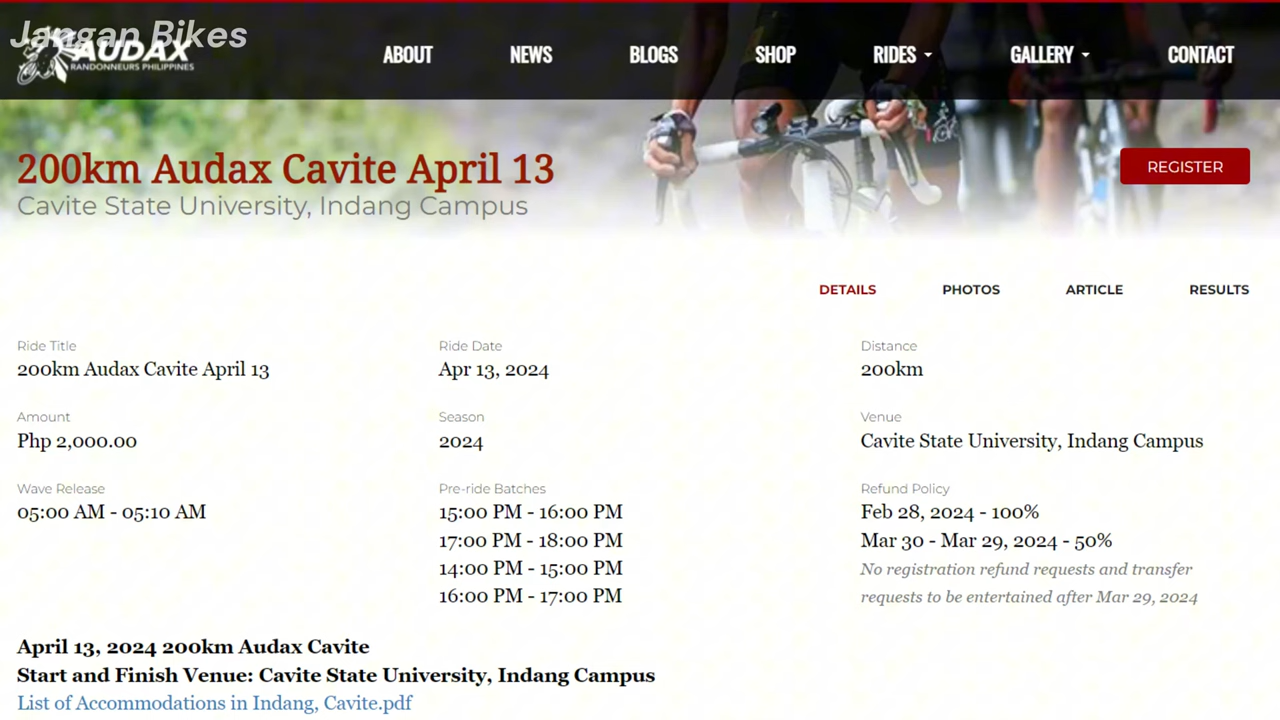 Jangan Bikes
AUDAX
RANDONNEURS PHILIPPINES
ABOUT
NEWS
BLOGS
SHOP
RIDES
GALLERY
CONTACT
200km Audax Cavite April 13
Cavite State University, Indang Campus
REGISTER
DETAILS
PHOTOS
ARTICLE
RESULTS
Ride Title
200km Audax Cavite April 13
Ride Date
Apr 13, 2024
Distance
200km
Amount
Php 2,000.00
Season
2024
Venue
Cavite State University, Indang Campus
Wave Release
05:00 AM - 05:10 AM
Pre-ride Batches
15:00 PM - 16:00 PM
17:00 PM - 18:00 PM
14:00 PM - 15:00 PM
16:00 PM - 17:00 PM
Refund Policy
Feb 28, 2024 - 100%
Mar 30 - Mar 29, 2024 - 50%
No registration refund requests and transfer
requests to be entertained after Mar 29, 2024
April 13, 2024 200km Audax Cavite
Start and Finish Venue: Cavite State University, Indang Campus
List of Accommodations in Indang, Cavite.pdf